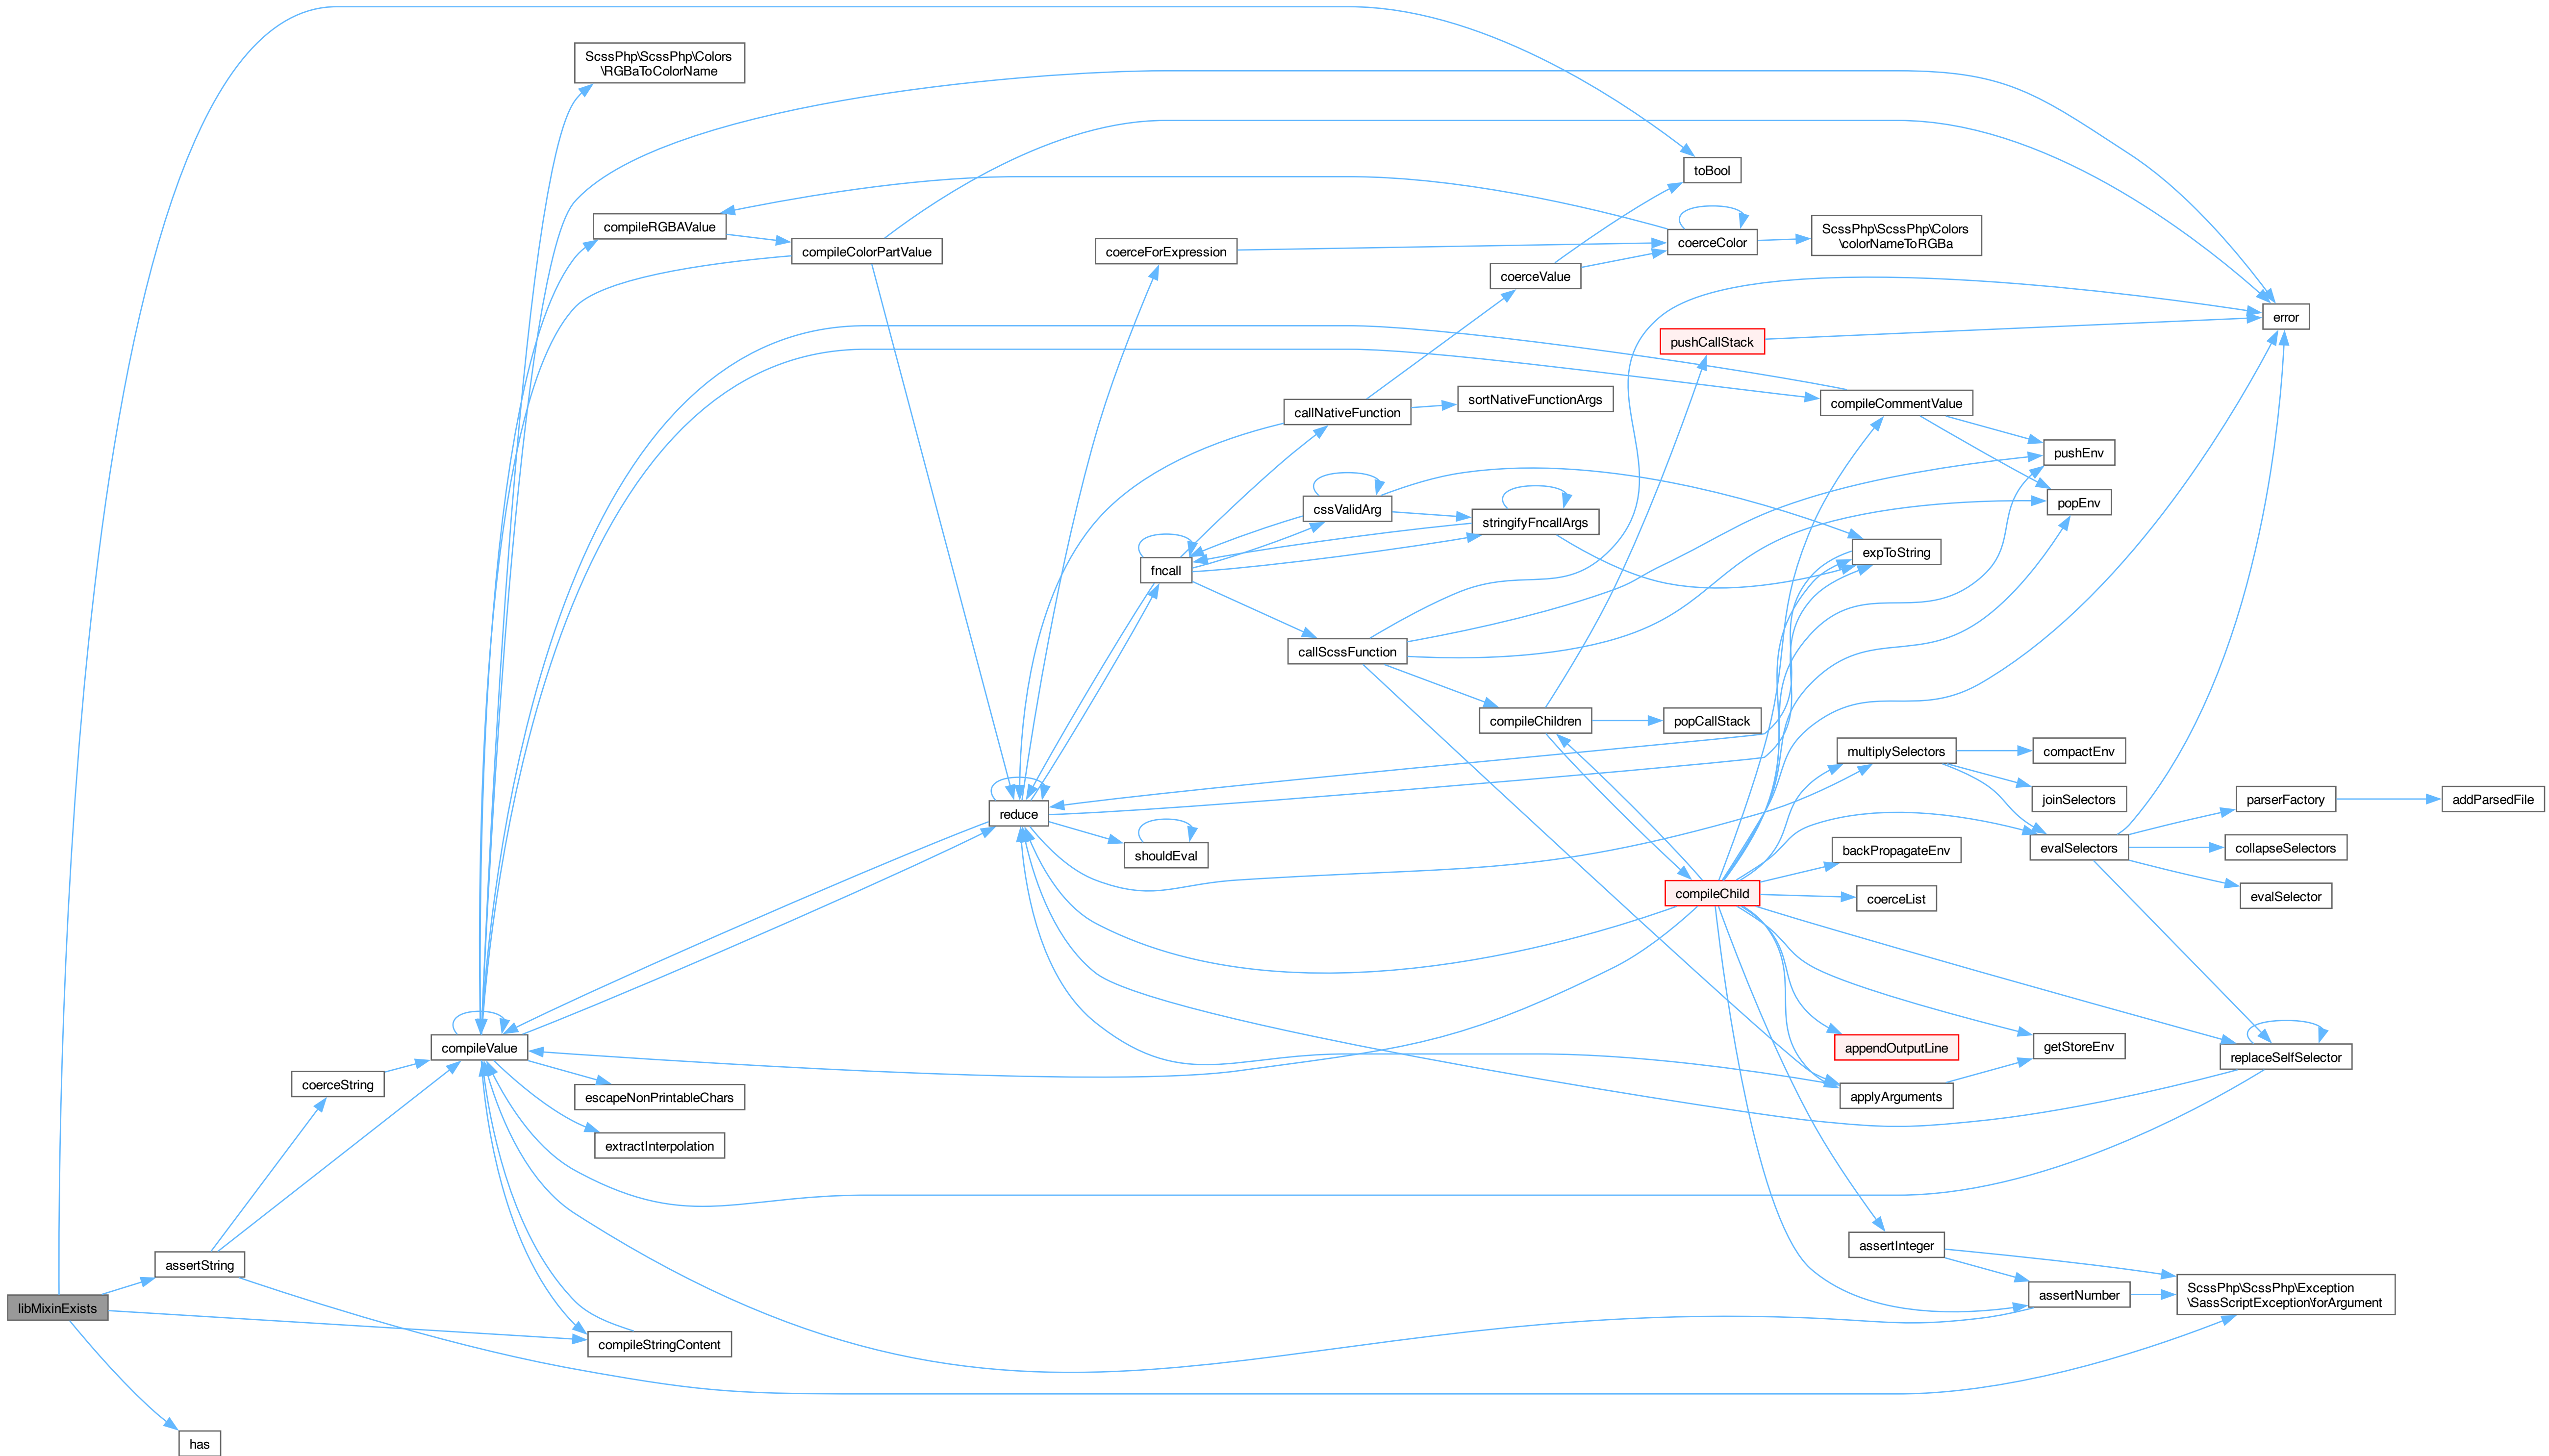 ScssPhp\ScssPhp\Colors
\RGBaToColorName
toBool
compileRGBAValue
compileColorPartValue
coerceForExpression
coerceColor
ScssPhp\ScssPhp\Colors
\colorNameToRGBa
coerceValue
error
pushCallStack
callNativeFunction
sortNativeFunctionArgs
compileCommentValue
pushEnv
popEnv
cssValidArg
stringifyFncallArgs
expToString
fncall
callScssFunction
compileChildren
popCallStack
multiplySelectors
compactEnv
joinSelectors
parserFactory
addParsedFile
reduce
shouldEval
backPropagateEnv
evalSelectors
collapseSelectors
compileChild
coerceList
evalSelector
compileValue
appendOutputLine
getStoreEnv
replaceSelfSelector
coerceString
escapeNonPrintableChars
applyArguments
extractInterpolation
assertString
assertInteger
libMixinExists
assertNumber
ScssPhp\ScssPhp\Exception
\SassScriptException\forArgument
compileStringContent
has